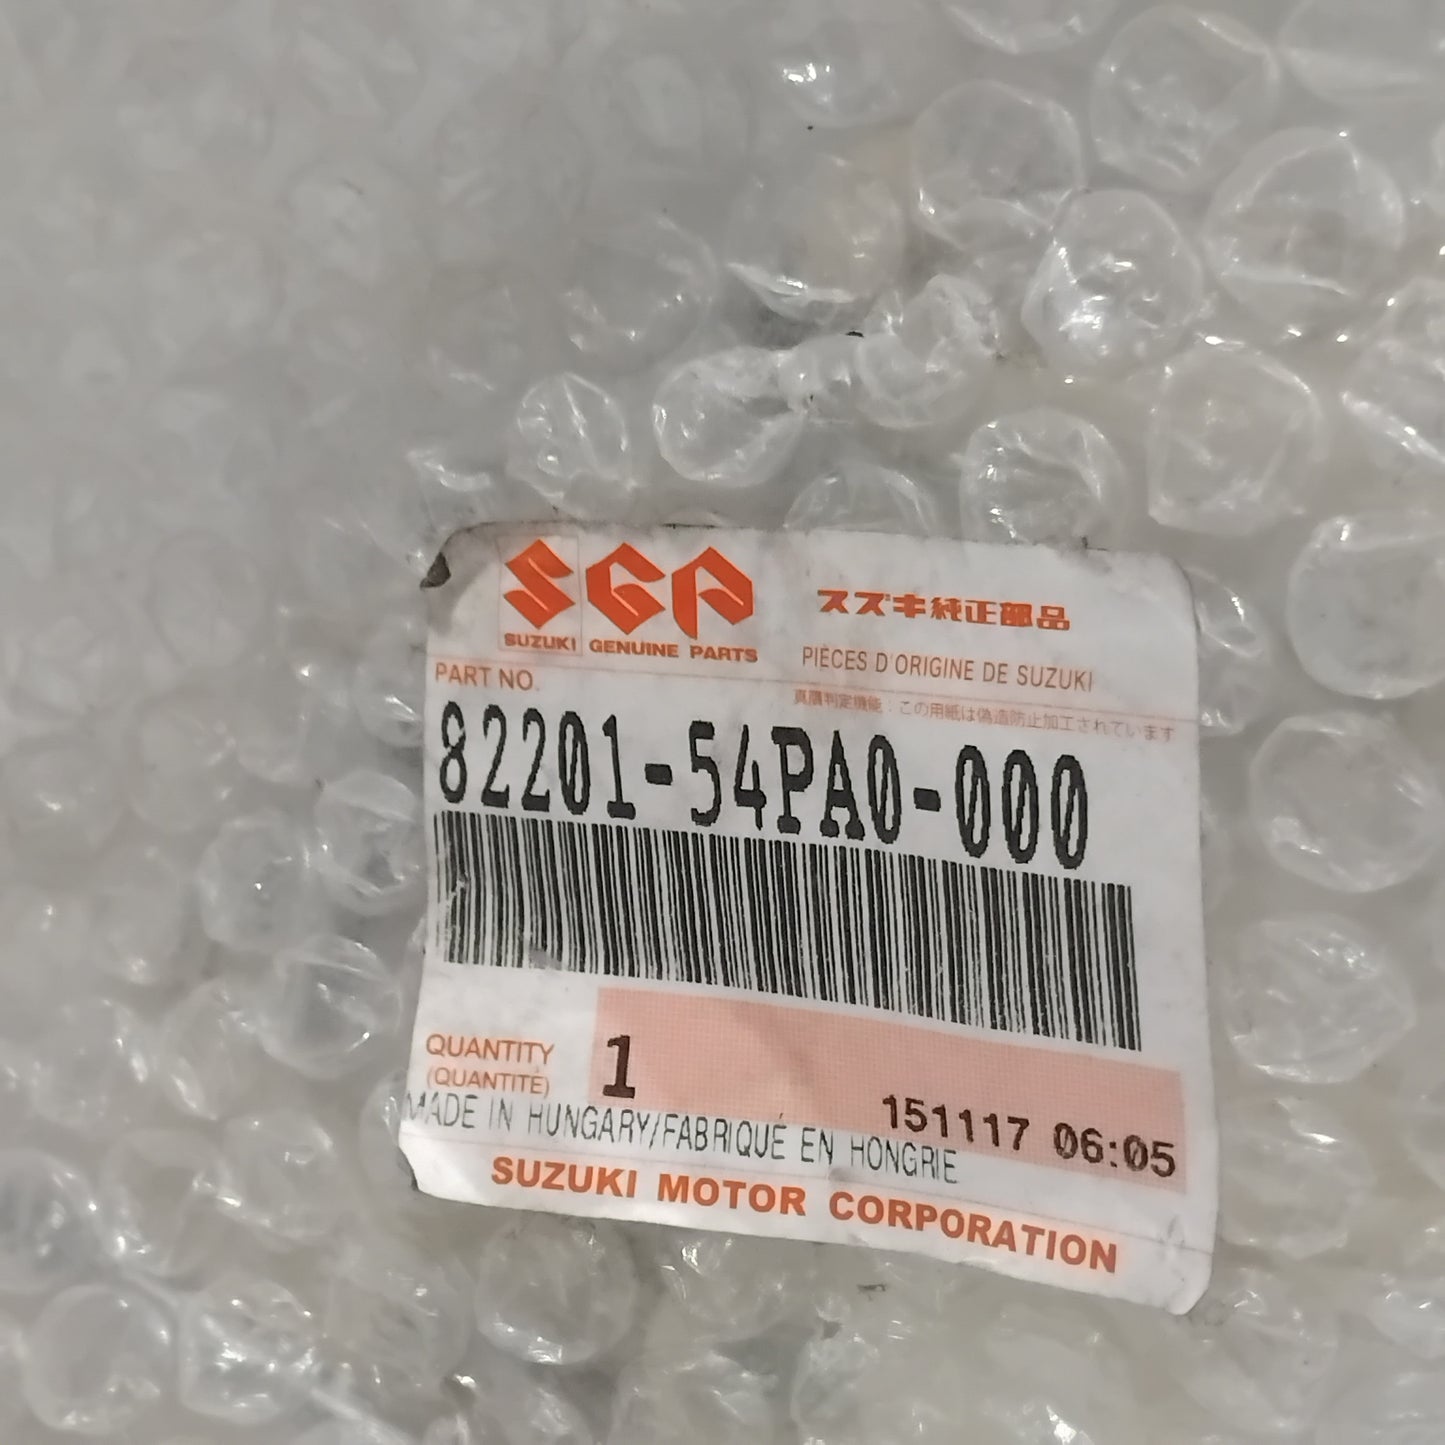 SGP
スズキ純正部品
SUZUKI GENUINE PARTS
PIÈCES D'ORIGINE DE SUZUKI
PART NO.
真贋判定機能：この用紙は偽造防止加工されています
82201-54PA0-000
QUANTITY 1
(QUANTITÉ)
151117 06:05
MADE IN HUNGARY/FABRIQUÉ EN HONGRIE
SUZUKI MOTOR CORPORATION